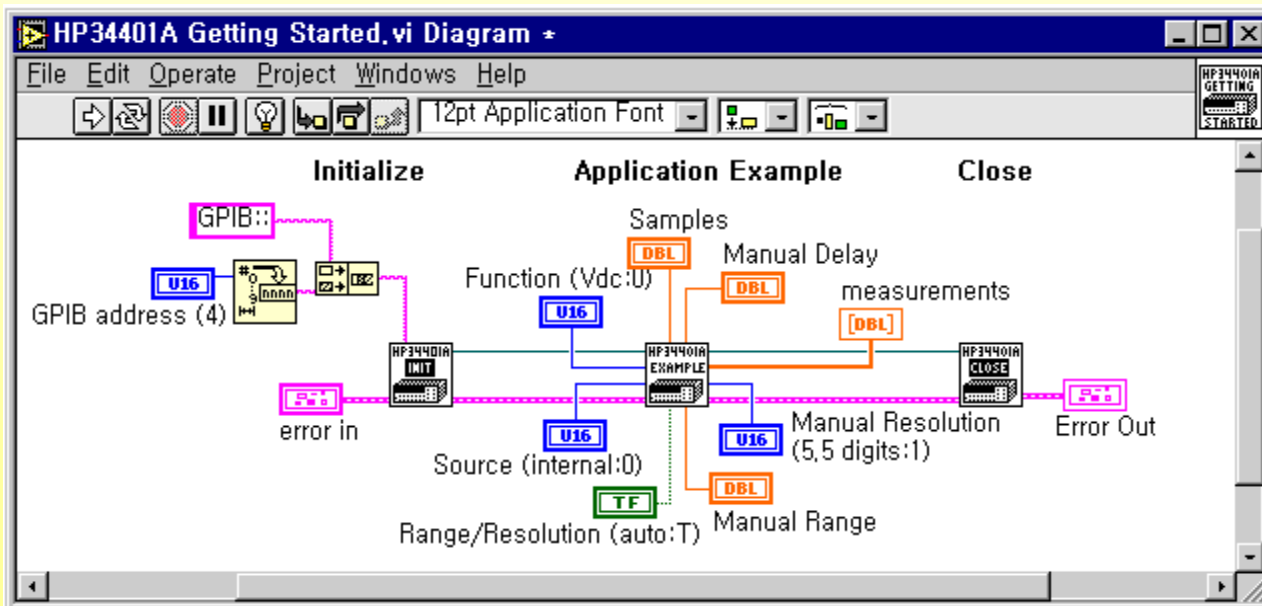 HP34401A Getting Started.vi Diagram *
File Edit Operate Project Windows Help
HP34401A
GETTING
STARTED
12pt Application Font
Initialize
Application Example
Close
GPIB::
Samples
DBL
Manual Delay
DBL
Function (Vdc:0)
U16
measurements
[DBL]
U16
GPIB address (4)
HP34401A
INIT
HP34401A
EXAMPLE
HP34401A
CLOSE
error in
U16
Source (internal:0)
U16
Manual Resolution
(5,5 digits:1)
Error Out
TF
Range/Resolution (auto:T)
DBL
Manual Range